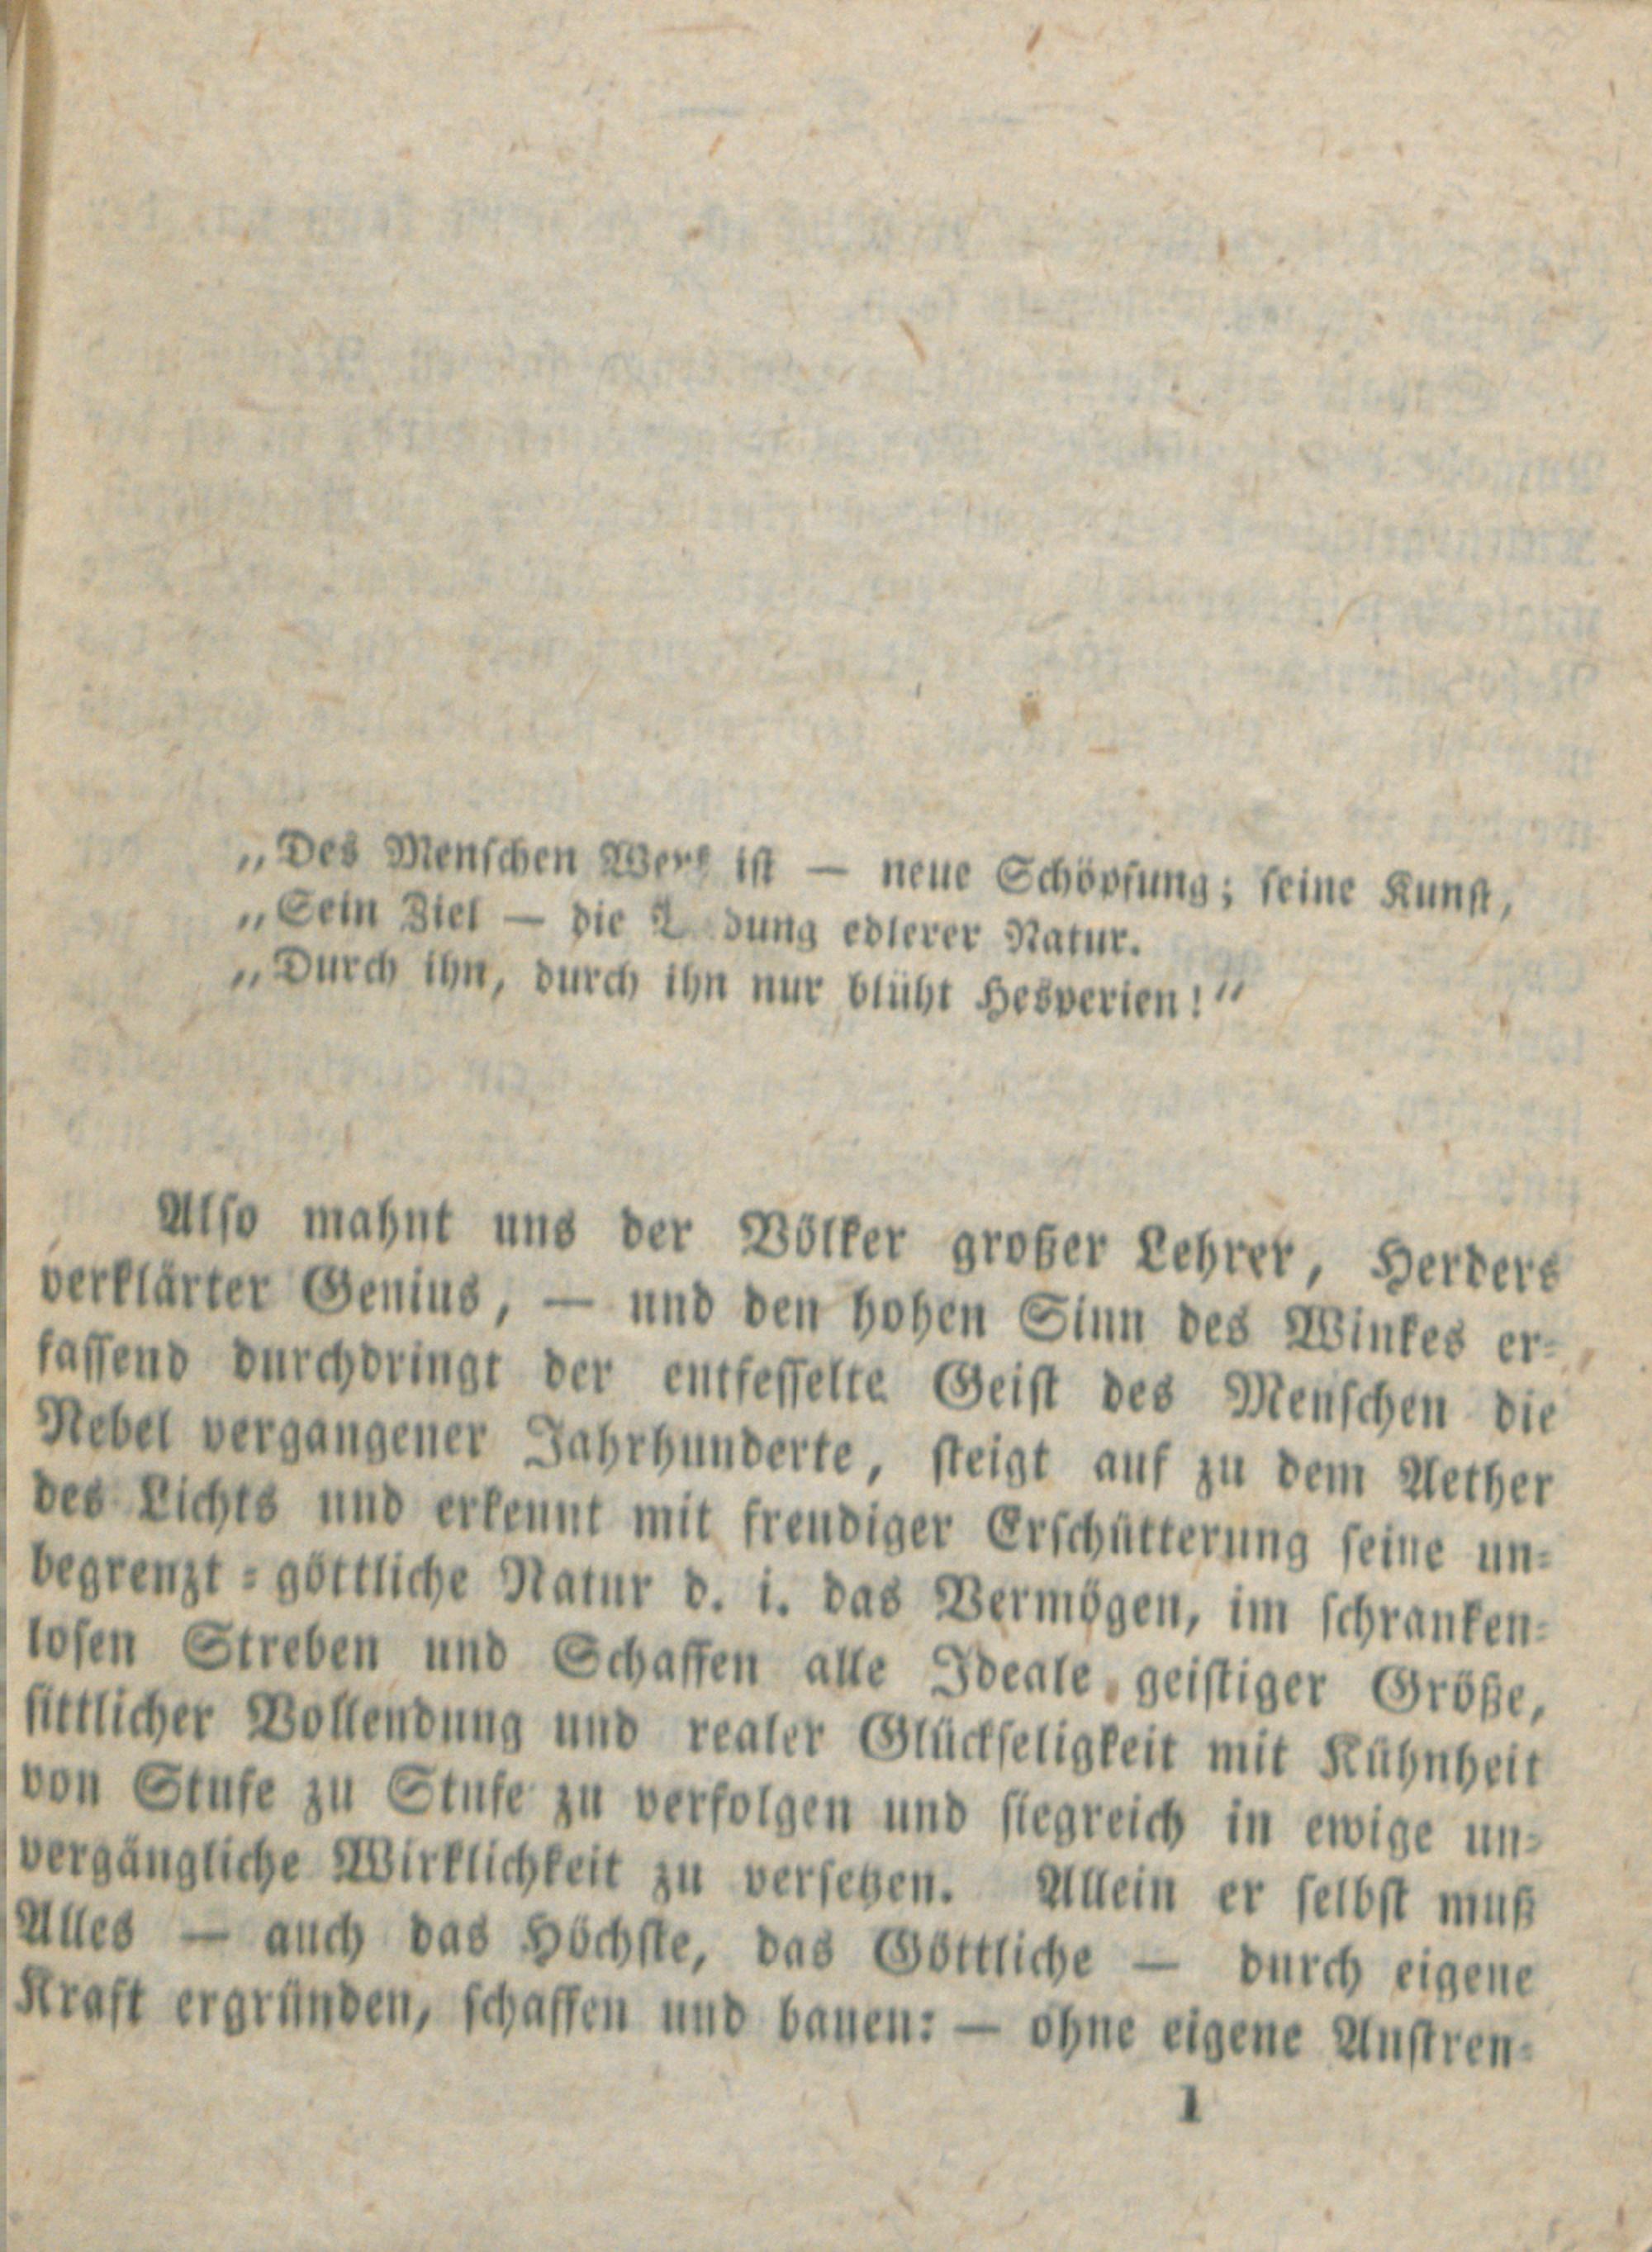 „Des Menschen Werk ist — neue Schöpfung; seine Kunst,
„Sein Ziel — die edlerer Natur.
„Durch ihn, durch ihn nur blüht Hesperien!“
Also mahnt uns der Völker großer Lehrer, Herders
verklärter Genius, — und den hohen Sinn des Winkes er-
fassend durchdringt der entfesselte Geist des Menschen die
Nebel vergangener Jahrhunderte, steigt auf zu dem Aether
des Lichts und erkennt mit freudiger Erschütterung seine un-
begrenzt-göttliche Natur d. i. das Vermögen, im schranken-
losen Streben und Schaffen alle Ideale geistiger Größe,
sittlicher Vollendung und realer Glückseligkeit mit Kühnheit
von Stufe zu Stufe zu verfolgen und siegreich in ewige un-
vergängliche Wirklichkeit zu versetzen. Allein er selbst muß
Alles — auch das Höchste, das Göttliche — durch eigene
Kraft ergründen, schaffen und bauen: — ohne eigene Anstren-
1